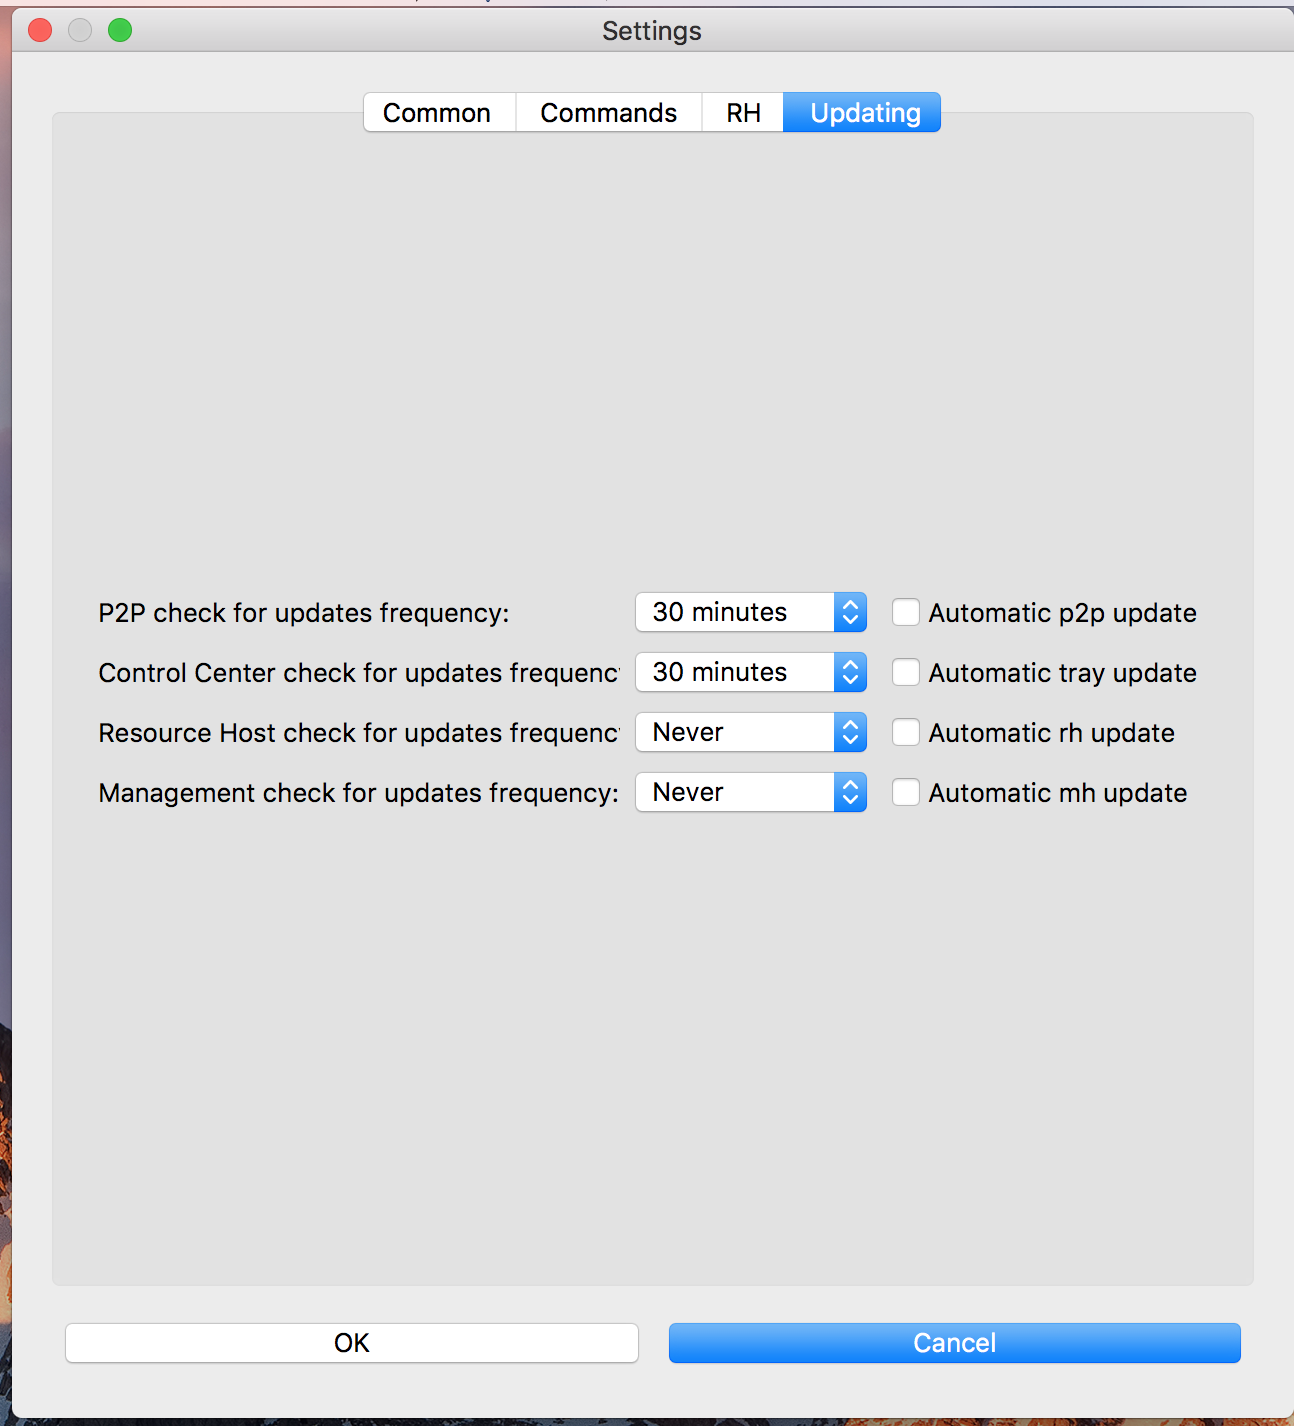 Settings
Common Commands RH Updating
P2P check for updates frequency: 30 minutes Automatic p2p update
Control Center check for updates frequenc 30 minutes Automatic tray update
Resource Host check for updates frequenc Never Automatic rh update
Management check for updates frequency: Never Automatic mh update
OK Cancel